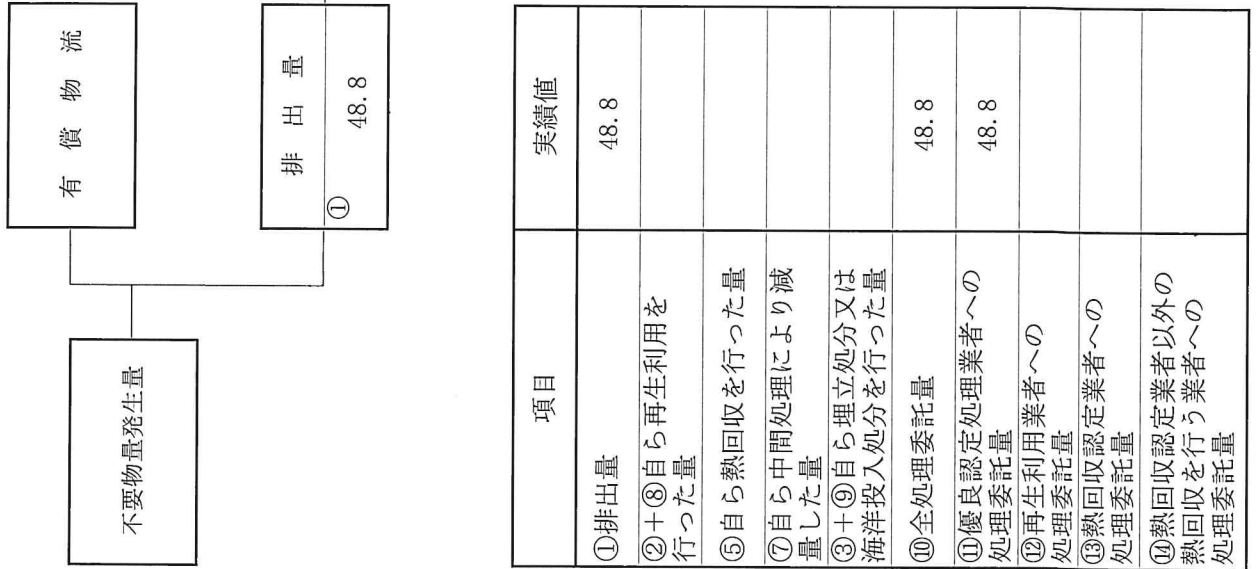 有償物流
不要物量発生量
排出量
①
48.8
項目
実績値
①排出量
48.8
②+⑧自ら再生利用を
行った量
⑤自ら熱回収を行った量
⑦自ら中間処理により減
量した量
③+⑨自ら埋立処分又は
海洋投入処分を行った量
⑩全処理委託量
48.8
⑪優良認定処理業者への
処理委託量
48.8
⑫再生利用業者への
処理委託量
⑬熱回収認定業者への
処理委託量
⑭熱回収認定業者以外の
熱回収を行う業者への
処理委託量